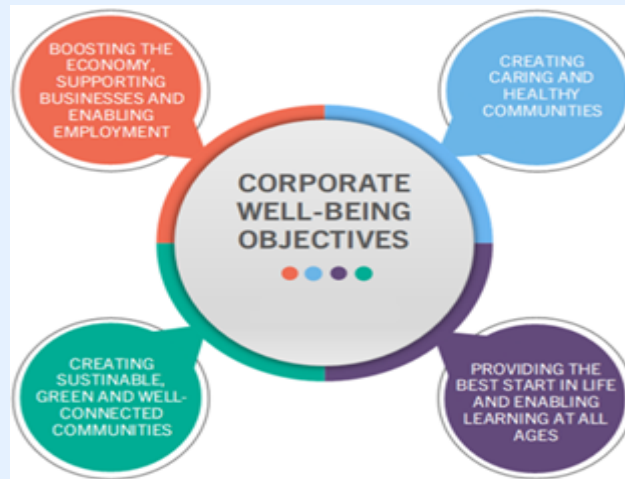 BOOSTING THE
ECONOMY,
SUPPORTING
BUSINESSES AND
ENABLING
EMPLOYMENT
CREATING
CARING AND
HEALTHY
COMMUNITIES
CORPORATE
WELL-BEING
OBJECTIVES
CREATING
SUSTINABLE,
GREEN AND WELL-
CONNECTED
COMMUNITIES
PROVIDING THE
BEST START IN LIFE
AND ENABLING
LEARNING AT ALL
AGES